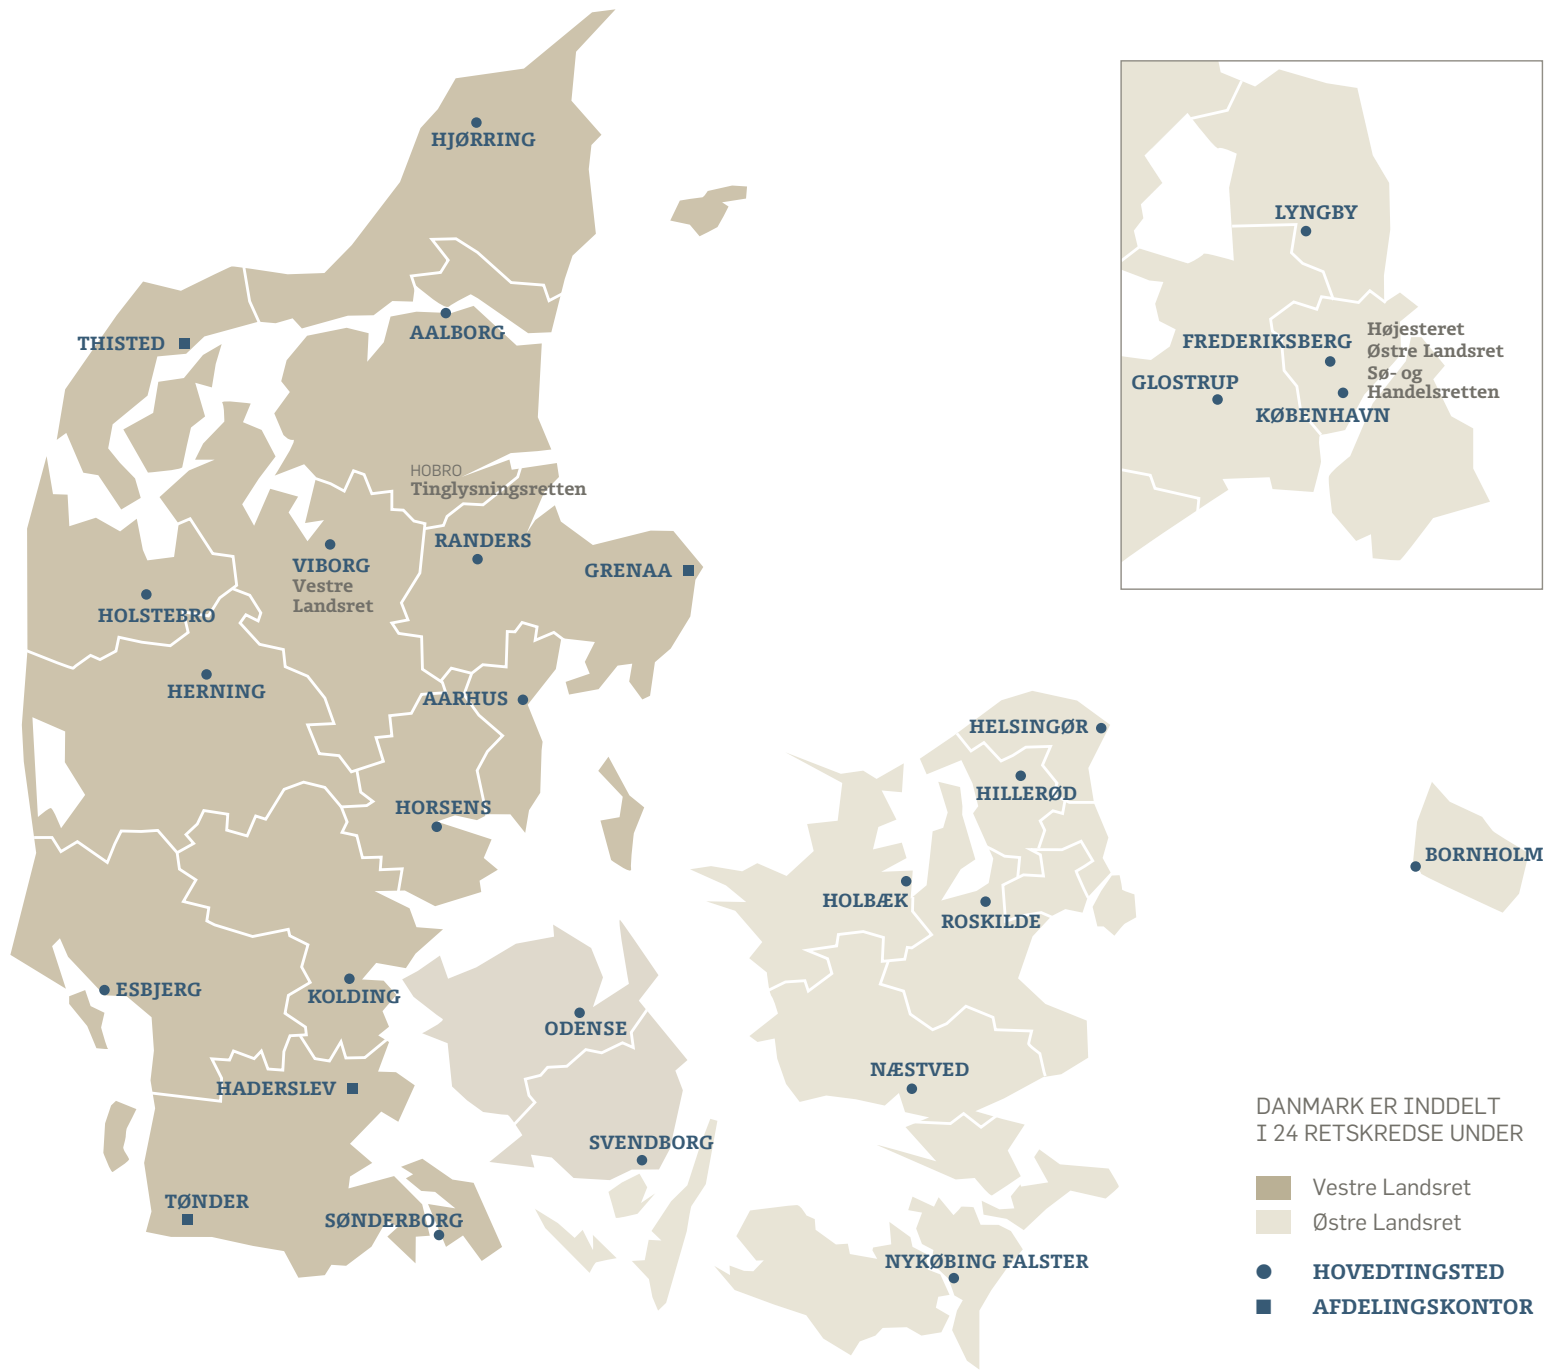 HJØRRING
THISTED
AALBORG
HOBRO
Tinglysningsretten
RANDERS
VIBORG
Vestre
Landsret
GRENAA
HOLSTEBRO
HERNING
AARHUS
HORSENS
ESBJERG
KOLDING
ODENSE
HADERSLEV
SVENDBORG
TØNDER
SØNDERBORG
HELSINGØR
HILLERØD
HOLBÆK
ROSKILDE
NÆSTVED
NYKØBING FALSTER
BORNHOLM
LYNGBY
FREDERIKSBERG
GLOSTRUP
KØBENHAVN
Højesteret
Østre Landsret
Sø- og
Handelsretten
DANMARK ER INDDELT
I 24 RETSKREDSE UNDER
Vestre Landsret
Østre Landsret
HOVEDTINGSTED
AFDELINGSKONTOR